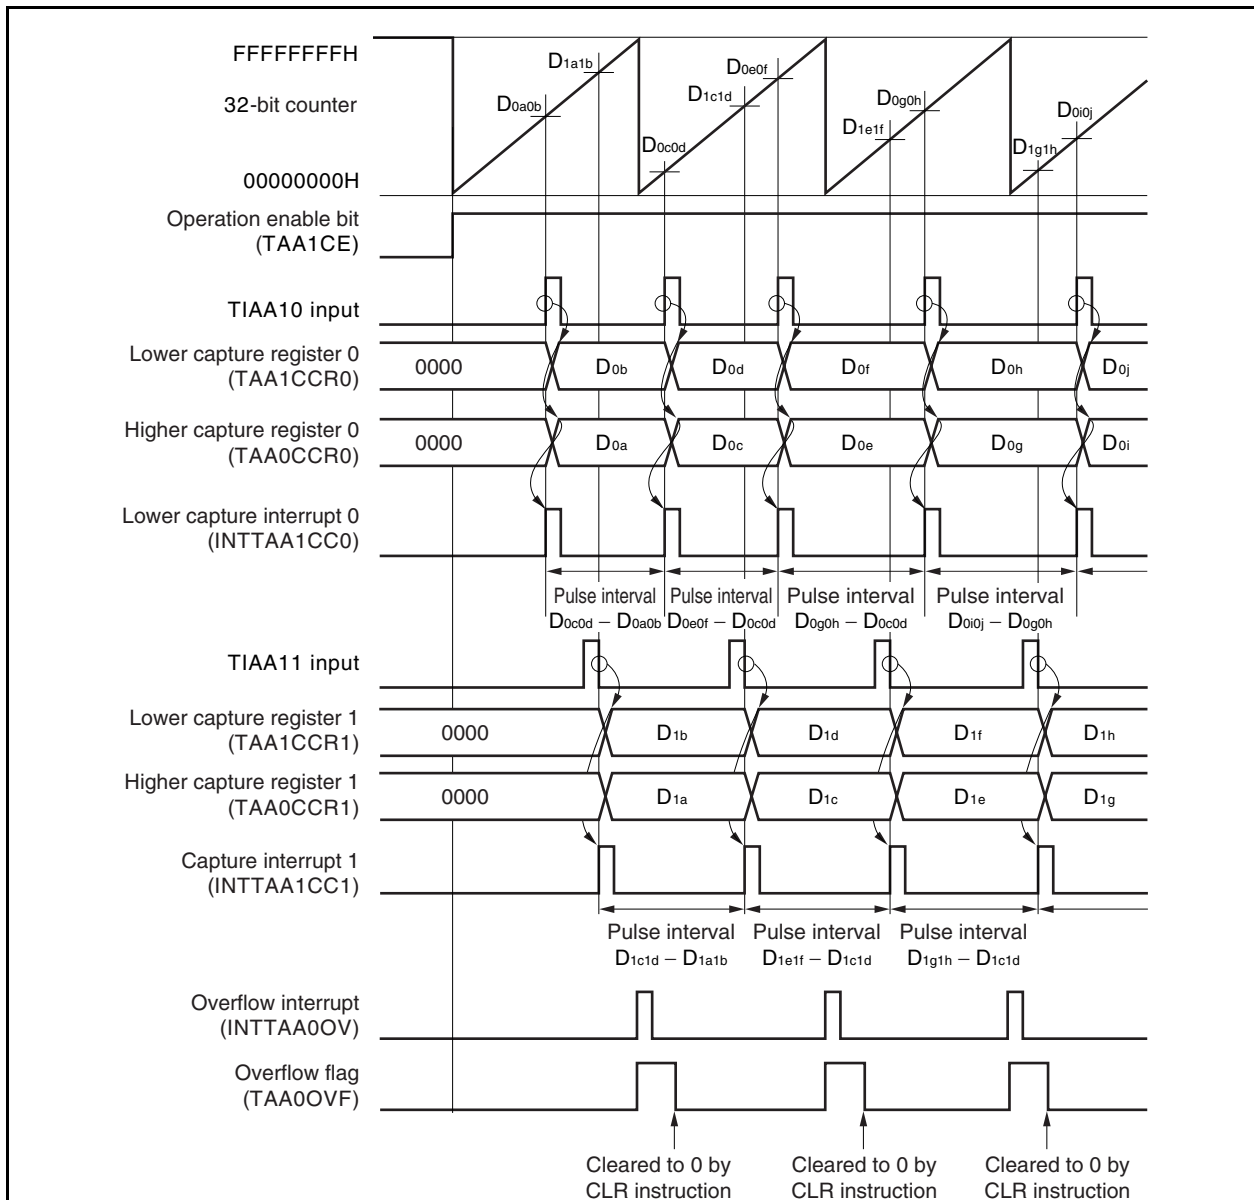 FFFFFFFFH
D1a1b
D0e0f
32-bit counter
D0a0b
D1c1d
D0g0h
D0i0j
D1e1f
D0c0d
D1g1h
00000000H
Operation enable bit
(TAA1CE)
TIAA10 input
Lower capture register 0
(TAA1CCR0)
0000 D0b D0d D0f D0h D0j
Higher capture register 0
(TAA0CCR0)
0000 D0a D0c D0e D0g D0i
Lower capture interrupt 0
(INTTAA1CC0)
Pulse interval Pulse interval Pulse interval Pulse interval
D0c0d – D0a0b D0e0f – D0c0d D0g0h – D0c0d D0i0j – D0g0h
TIAA11 input
Lower capture register 1
(TAA1CCR1)
0000 D1b D1d D1f D1h
Higher capture register 1
(TAA0CCR1)
0000 D1a D1c D1e D1g
Capture interrupt 1
(INTTAA1CC1)
Pulse interval Pulse interval Pulse interval
D1c1d – D1a1b D1e1f – D1c1d D1g1h – D1c1d
Overflow interrupt
(INTTAA0OV)
Overflow flag
(TAA0OVF)
Cleared to 0 by Cleared to 0 by Cleared to 0 by
CLR instruction CLR instruction CLR instruction